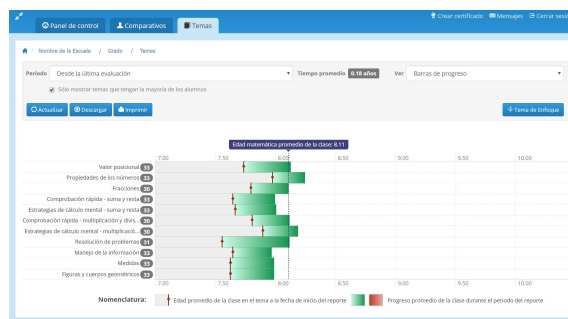 Crear certificado Mensajes Cerrar sesi
Panel de control Comparativos Temas
/ Nombre de la Escuela / Grado / Temas
Periodo Desde la última evaluación Tiempo promedio 0.18 años Ver Barras de progreso
Sólo mostrar temas que tengan la mayoría de los alumnos
Actualizar Descargar Imprimir Tema de Enfoque
Edad matemática promedio de la clase: 8.11
7.00 7.50 8.00 8.50 9.00 9.50 10.00
Valor posicional 33
Propiedades de los números 33
Fracciones 30
Comprobación rápida - suma y resta 33
Estrategias de cálculo mental - suma y resta 33
Comprobación rápida - multiplicación y divis... 30
Estrategias de cálculo mental - multiplicació... 30
Resolución de problemas 31
Manejo de la información 33
Medidas 33
Figuras y cuerpos geométricos 33
7.00 7.50 8.00 8.50 9.00 9.50 10.00
Nomenclatura: Edad promedio de la clase en el tema a la fecha de inicio del reporte Progreso promedio de la clase durante el periodo del reporte